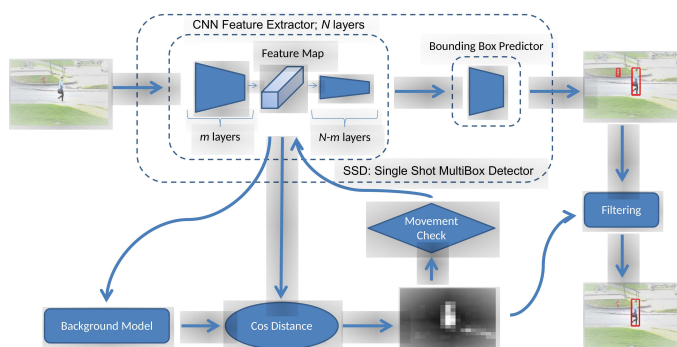 CNN Feature Extractor; N layers
Feature Map
Bounding Box Predictor
m layers
N-m layers
SSD: Single Shot MultiBox Detector
Movement
Check
Filtering
Background Model
Cos Distance